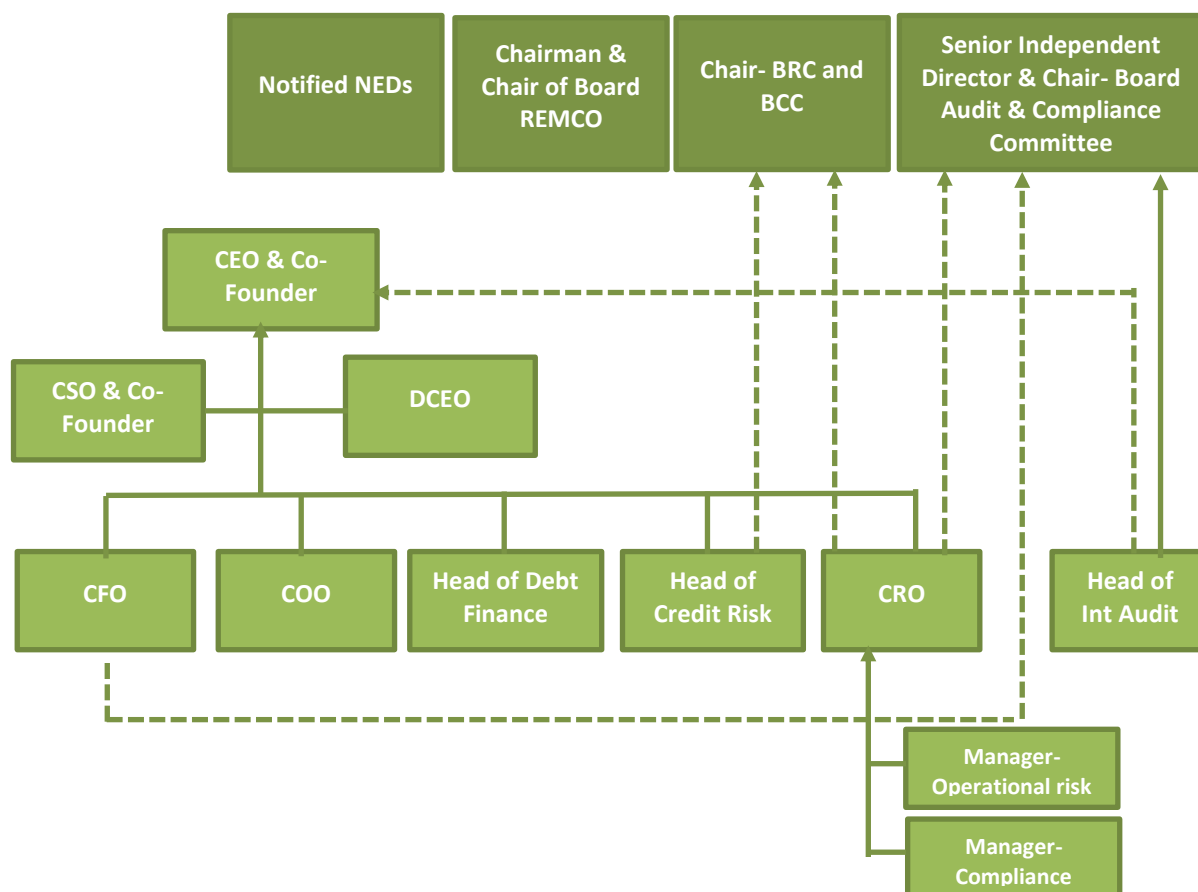 Notified NEDs
Chairman &
Chair of Board
REMCO
Chair- BRC and
BCC
Senior Independent
Director & Chair- Board
Audit & Compliance
Committee
CEO & Co-
Founder
CSO & Co-
Founder
DCEO
CFO
COO
Head of Debt
Finance
Head of
Credit Risk
CRO
Head of
Int Audit
Manager-
Operational risk
Manager-
Compliance